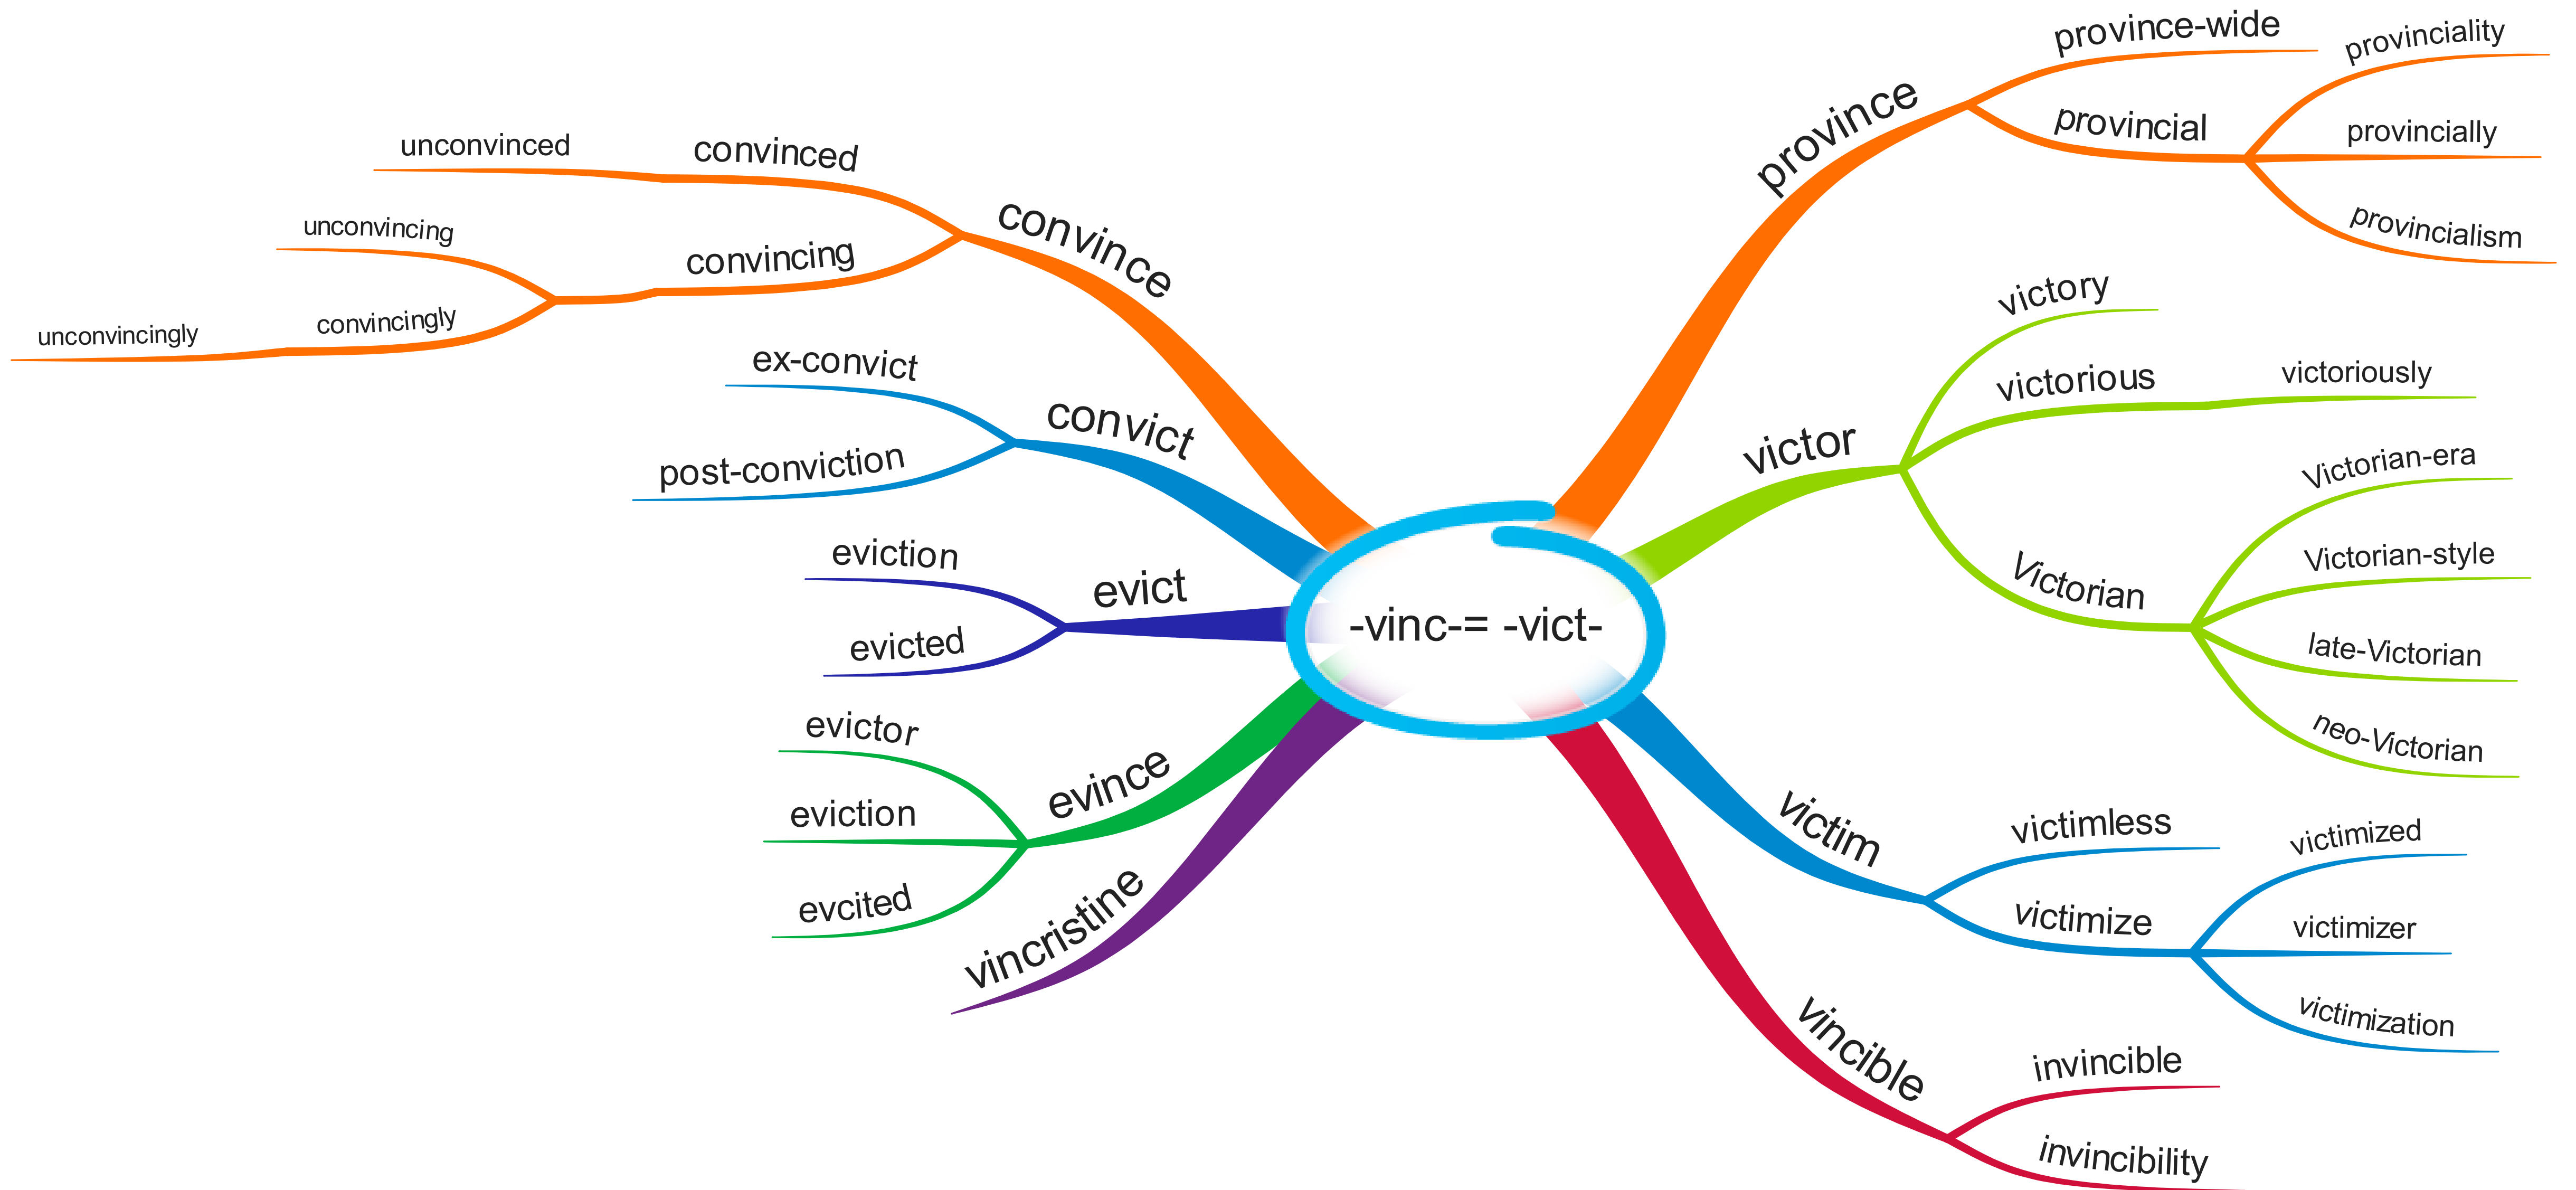 -vinc-= -vict-
province
province-wide
provincial
provinciality
provincially
provincialism
victor
victory
victorious
victoriously
Victorian
Victorian-era
Victorian-style
late-Victorian
neo-Victorian
victim
victimless
victimize
victimized
victimizer
victimization
vincible
invincible
invincibility
convince
convinced
unconvinced
convincing
unconvincing
convincingly
unconvincingly
convict
ex-convict
post-conviction
evict
eviction
evicted
evince
evictor
eviction
evcited
vincristine